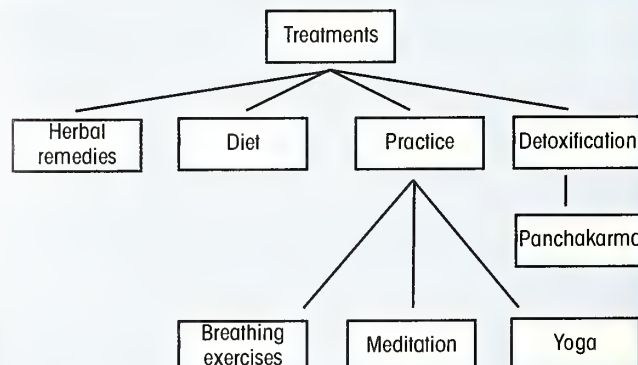 Treatments
Herbal
remedies
Diet
Practice
Detoxification
Panchakarma
Breathing
exercises
Meditation
Yoga